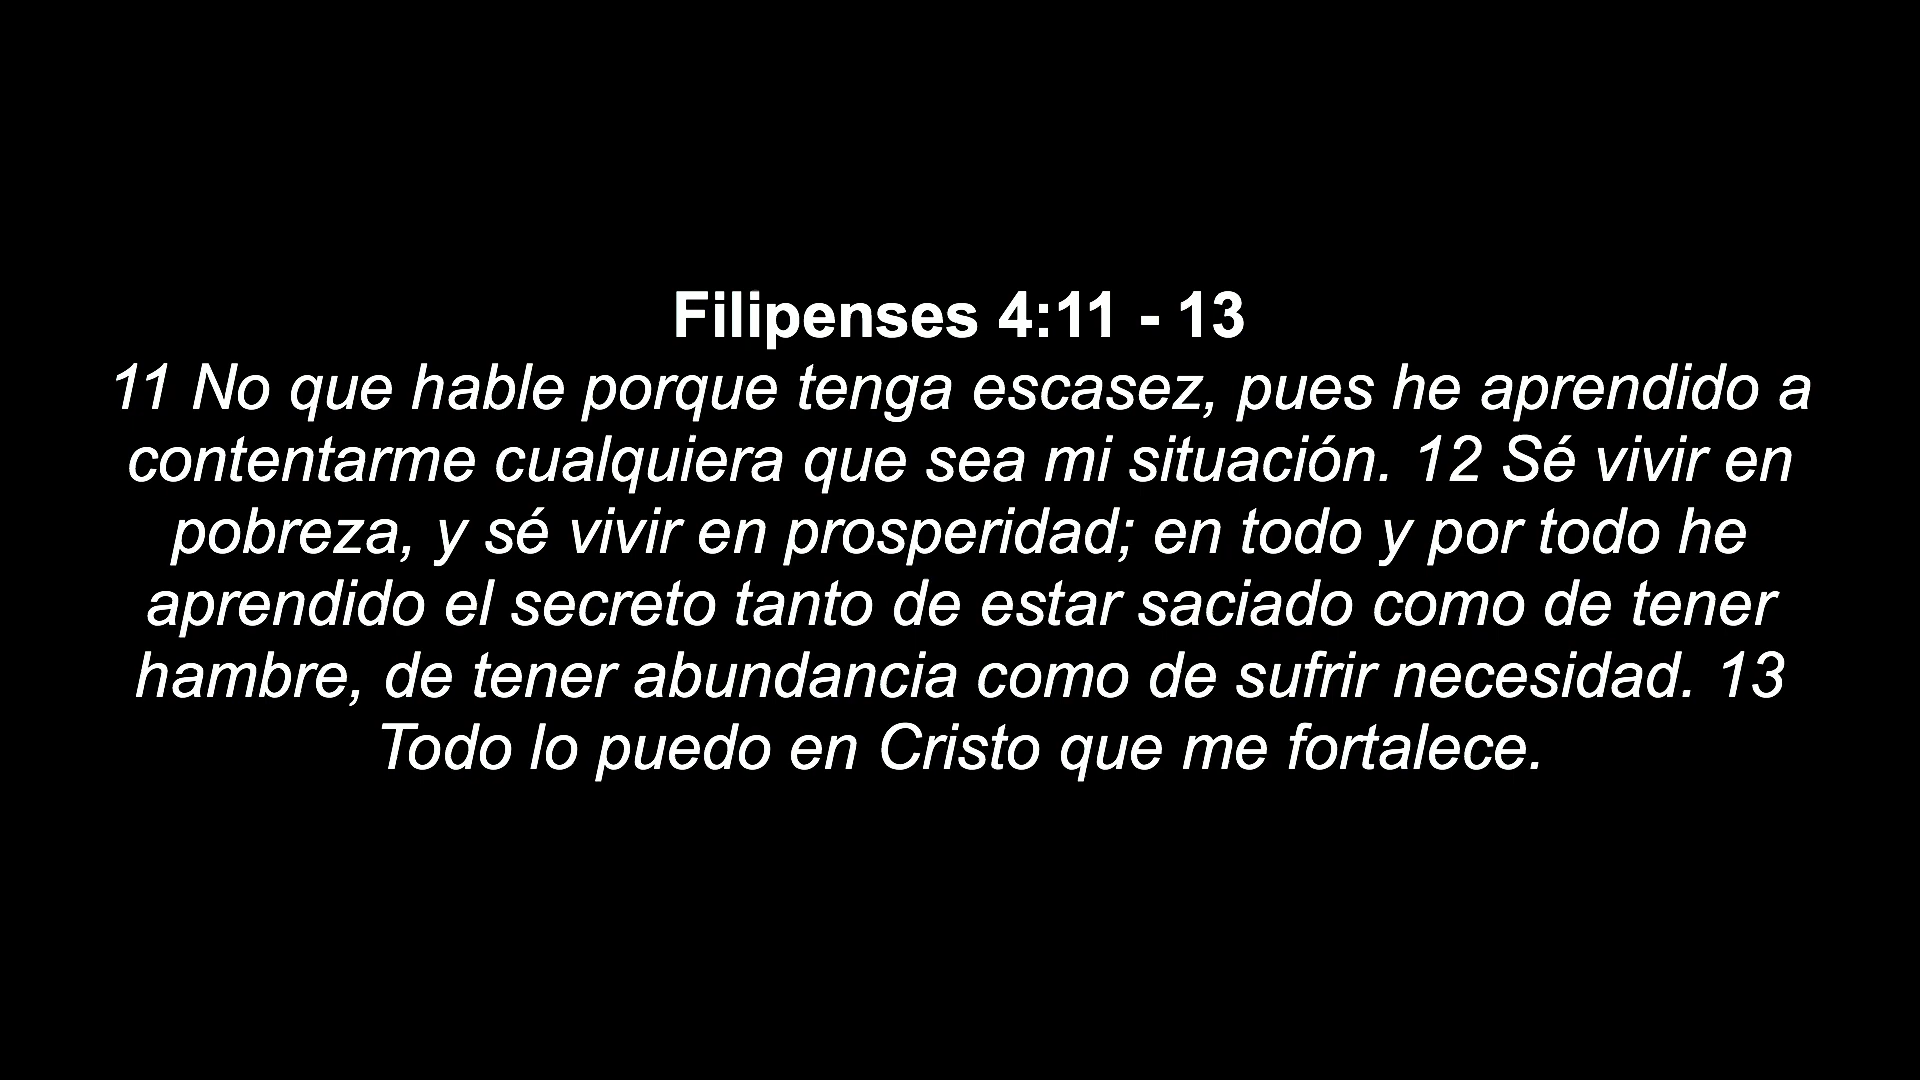 Filipenses 4:11 - 13
11 No que hable porque tenga escasez, pues he aprendido a
contentarme cualquiera que sea mi situación. 12 Sé vivir en
pobreza, y sé vivir en prosperidad; en todo y por todo he
aprendido el secreto tanto de estar saciado como de tener
hambre, de tener abundancia como de sufrir necesidad. 13
Todo lo puedo en Cristo que me fortalece.